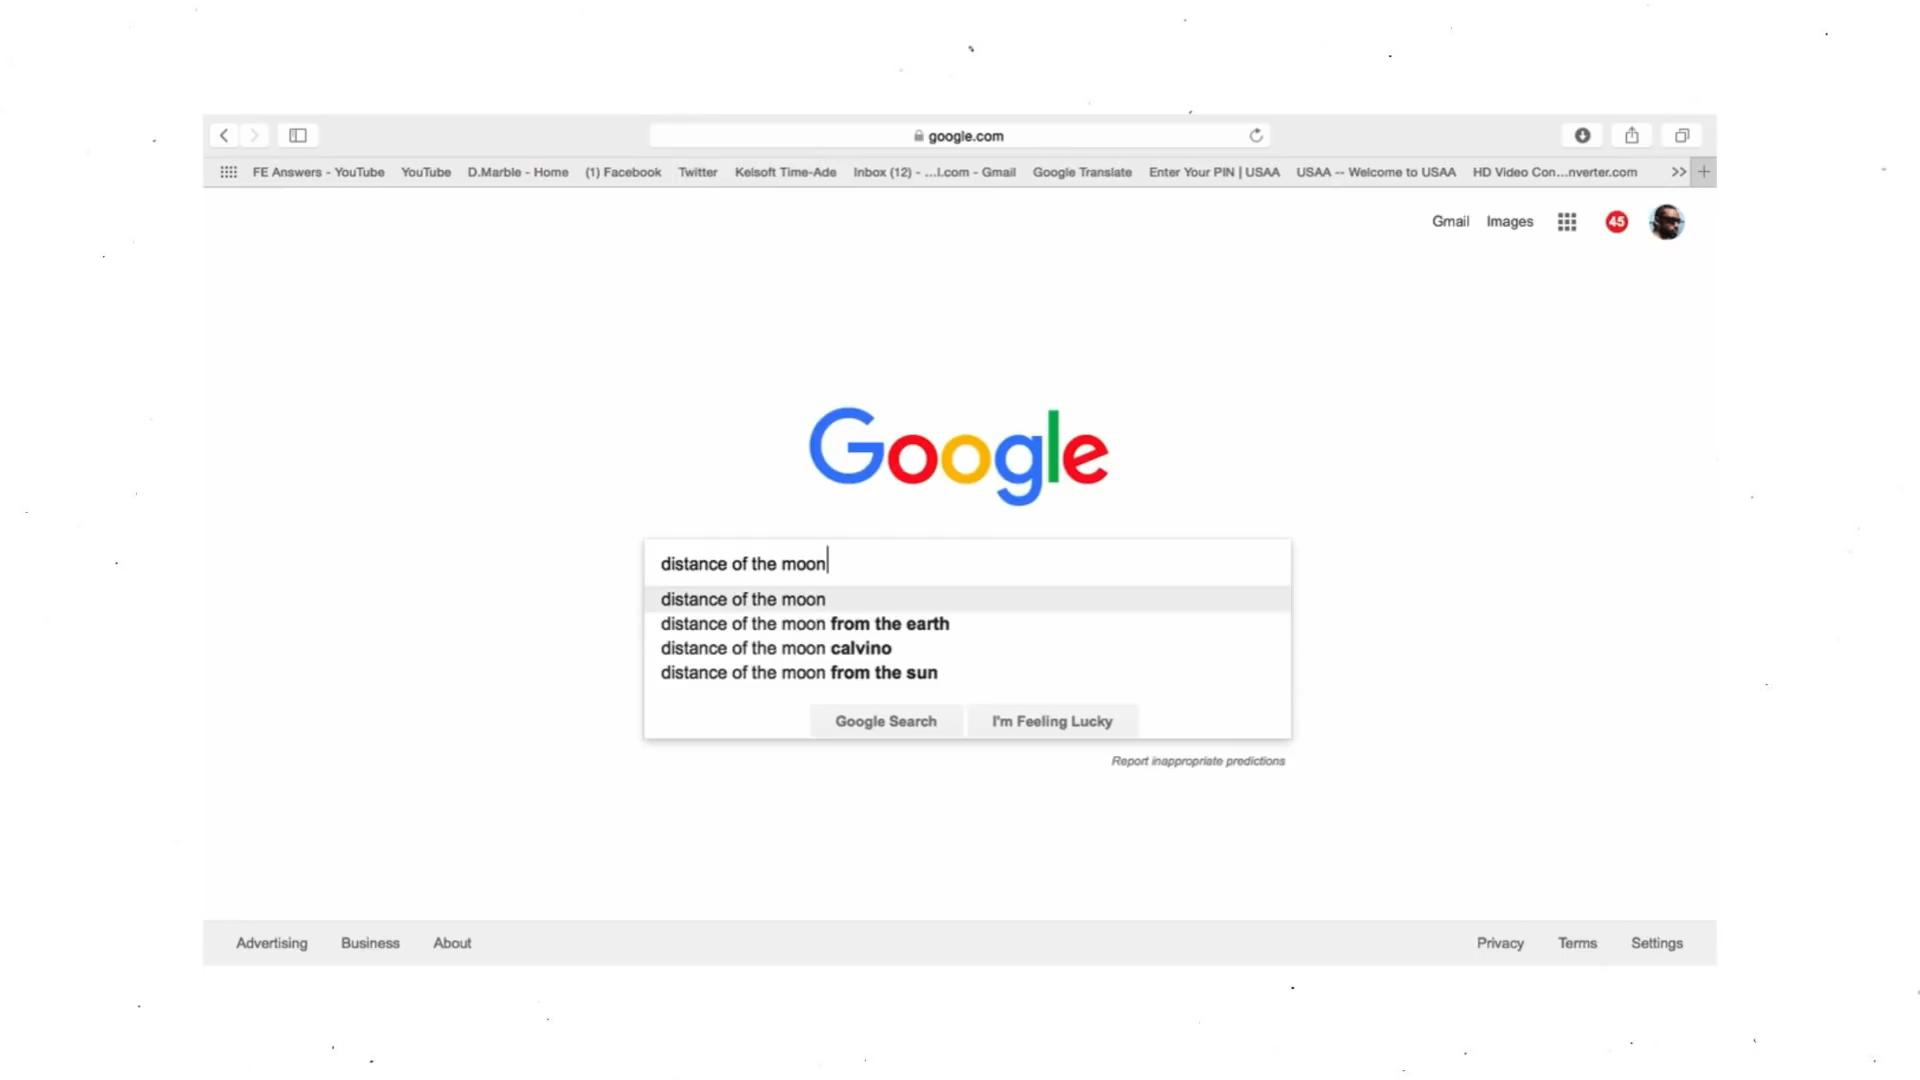 google.com
FE Answers - YouTube YouTube D.Marble - Home (1) Facebook Twitter Kelsoft Time-Ade Inbox (12) - ...l.com - Gmail Google Translate Enter Your PIN | USAA USAA -- Welcome to USAA HD Video Con...nverter.com >> +
Gmail Images 45
Google
distance of the moon
distance of the moon
distance of the moon from the earth
distance of the moon calvino
distance of the moon from the sun
Google Search I'm Feeling Lucky
Report inappropriate predictions
Advertising Business About Privacy Terms Settings